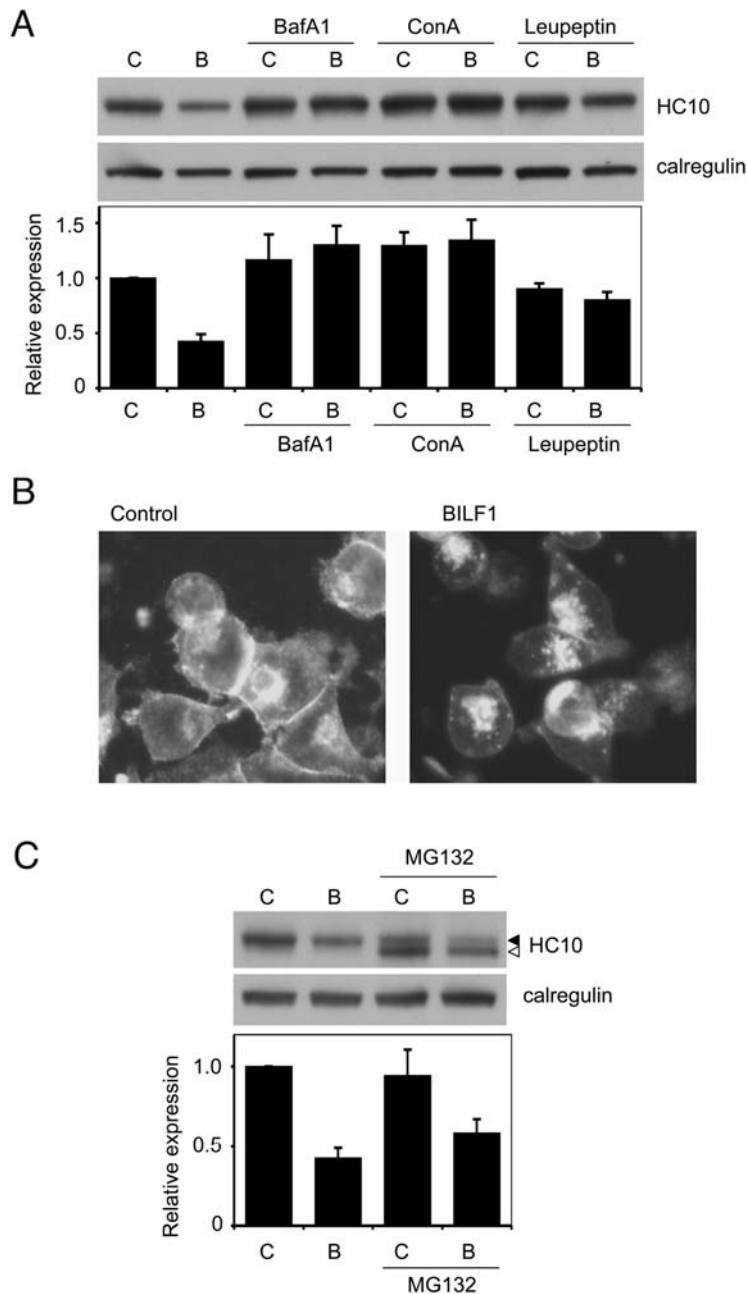 A
BafA1 ConA Leupeptin
C B C B C B C B
HC10
calregulin
Relative expression
1.5
1.0
0.5
0
C B C B C B C B
BafA1 ConA Leupeptin
B
Control BILF1
C
MG132
C B C B
HC10
calregulin
Relative expression
1.0
0.5
0
C B C B
MG132